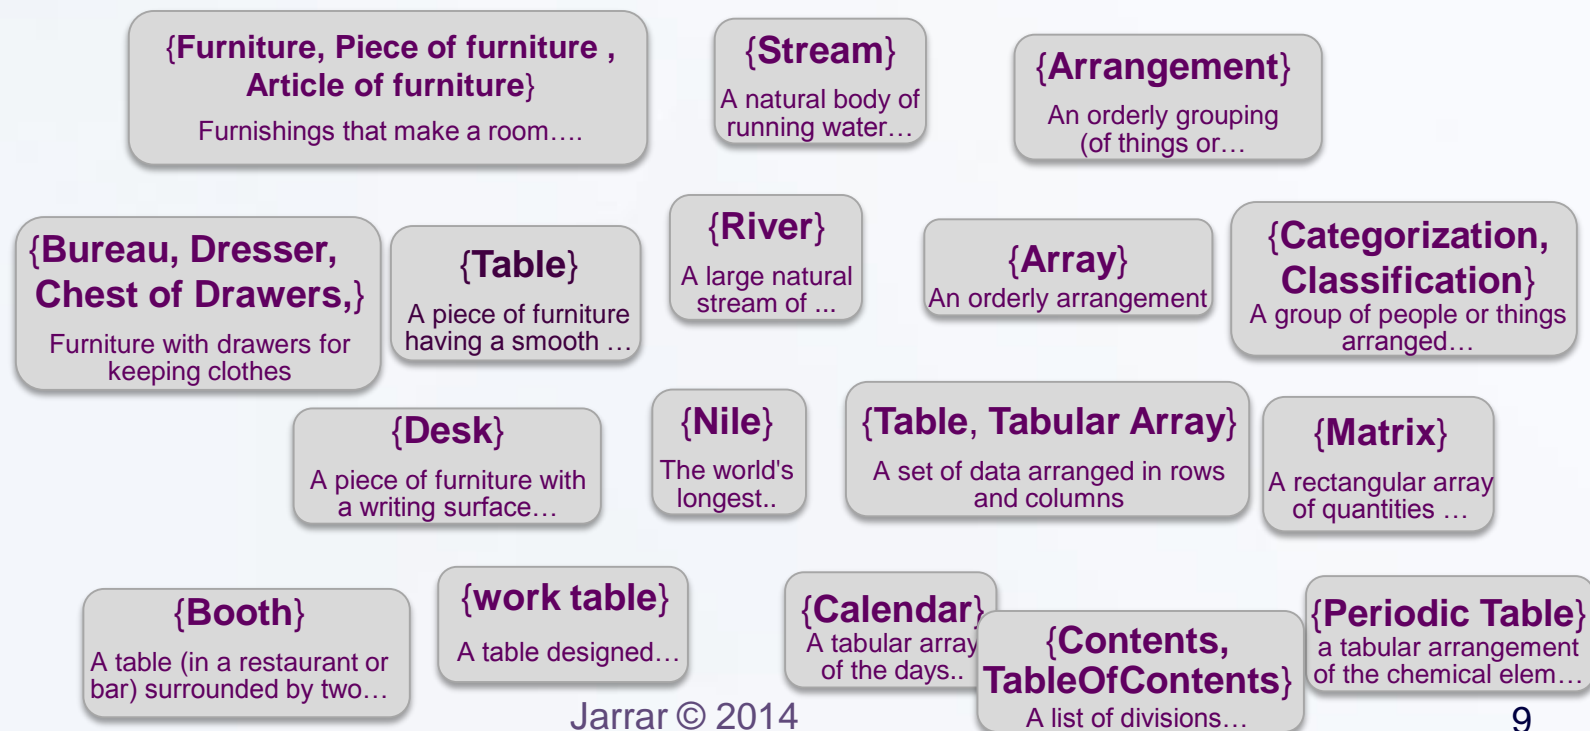 {Furniture, Piece of furniture ,
Article of furniture}
Furnishings that make a room….
{Stream}
A natural body of
running water…
{Arrangement}
An orderly grouping
(of things or…
{Bureau, Dresser,
Chest of Drawers,}
Furniture with drawers for
keeping clothes
{Table}
A piece of furniture
having a smooth …
{River}
A large natural
stream of ...
{Array}
An orderly arrangement
{Categorization,
Classification}
A group of people or things
arranged…
{Desk}
A piece of furniture with
a writing surface…
{Nile}
The world's
longest..
{Table, Tabular Array}
A set of data arranged in rows
and columns
{Matrix}
A rectangular array
of quantities …
{Booth}
A table (in a restaurant or
bar) surrounded by two…
{work table}
A table designed…
{Calendar}
A tabular array
of the days..
{Contents,
TableOfContents}
A list of divisions…
{Periodic Table}
a tabular arrangement
of the chemical elem…
Jarrar © 2014
9